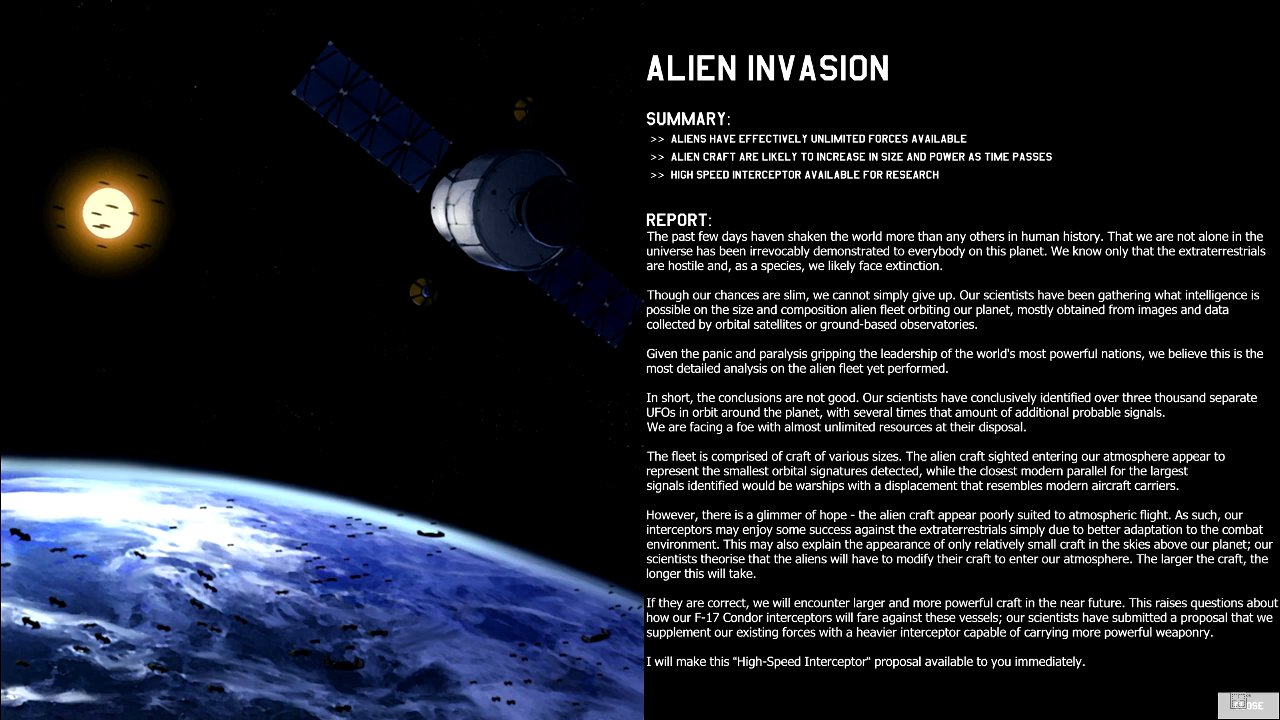 ALIEN INVASION
SUMMARY:
>> ALIENS HAVE EFFECTIVELY UNLIMITED FORCES AVAILABLE
>> ALIEN CRAFT ARE LIKELY TO INCREASE IN SIZE AND POWER AS TIME PASSES
>> HIGH SPEED INTERCEPTOR AVAILABLE FOR RESEARCH
REPORT:
The past few days haven shaken the world more than any others in human history. That we are not alone in the
universe has been irrevocably demonstrated to everybody on this planet. We know only that the extraterrestrials
are hostile and, as a species, we likely face extinction.
Though our chances are slim, we cannot simply give up. Our scientists have been gathering what intelligence is
possible on the size and composition alien fleet orbiting our planet, mostly obtained from images and data
collected by orbital satellites or ground-based observatories.
Given the panic and paralysis gripping the leadership of the world's most powerful nations, we believe this is the
most detailed analysis on the alien fleet yet performed.
In short, the conclusions are not good. Our scientists have conclusively identified over three thousand separate
UFOs in orbit around the planet, with several times that amount of additional probable signals.
We are facing a foe with almost unlimited resources at their disposal.
The fleet is comprised of craft of various sizes. The alien craft sighted entering our atmosphere appear to
represent the smallest orbital signatures detected, while the closest modern parallel for the largest
signals identified would be warships with a displacement that resembles modern aircraft carriers.
However, there is a glimmer of hope - the alien craft appear poorly suited to atmospheric flight. As such, our
interceptors may enjoy some success against the extraterrestrials simply due to better adaptation to the combat
environment. This may also explain the appearance of only relatively small craft in the skies above our planet; our
scientists theorise that the aliens will have to modify their craft to enter our atmosphere. The larger the craft, the
longer this will take.
If they are correct, we will encounter larger and more powerful craft in the near future. This raises questions about
how our F-17 Condor interceptors will fare against these vessels; our scientists have submitted a proposal that we
supplement our existing forces with a heavier interceptor capable of carrying more powerful weaponry.
I will make this "High-Speed Interceptor" proposal available to you immediately.